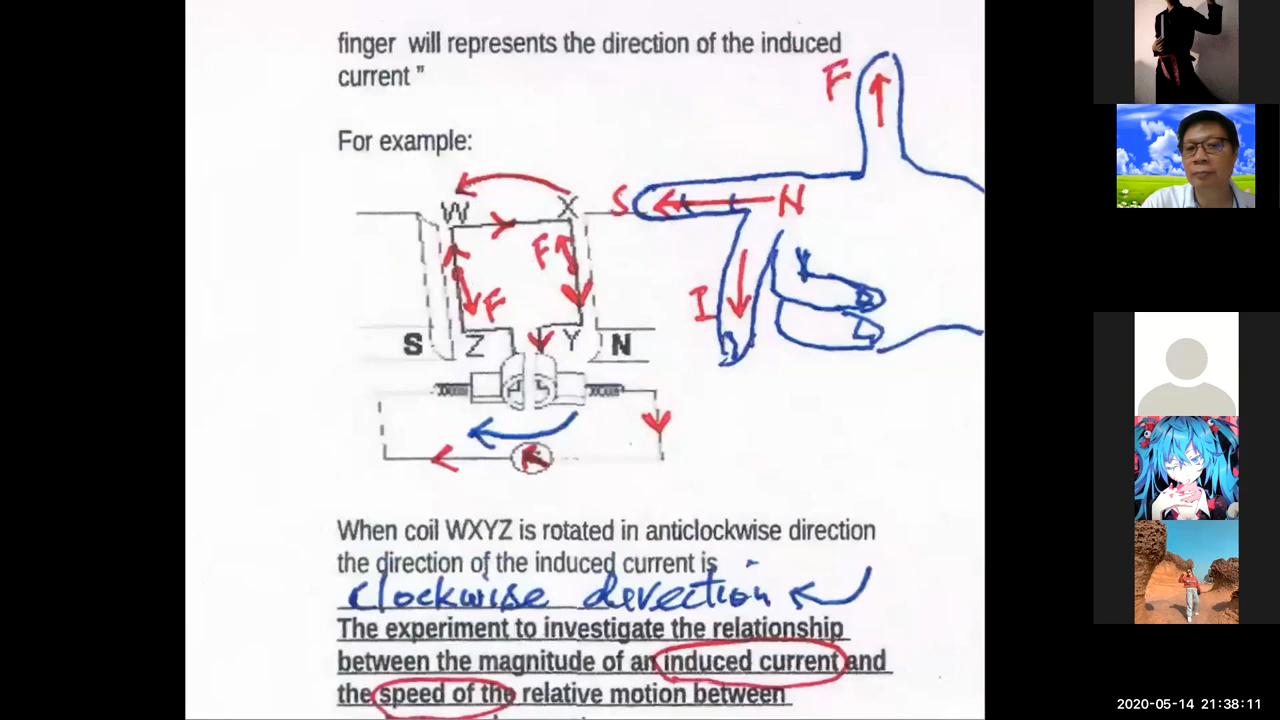 finger will represents the direction of the induced
current "
F
For example:
S
N
W
X
F
F
I
S
Z
Y
N
When coil WXYZ is rotated in anticlockwise direction
the direction of the induced current is
clockwise derection
The experiment to investigate the relationship
between the magnitude of an induced current and
the speed of the relative motion between
2020-05-14 21:38:11